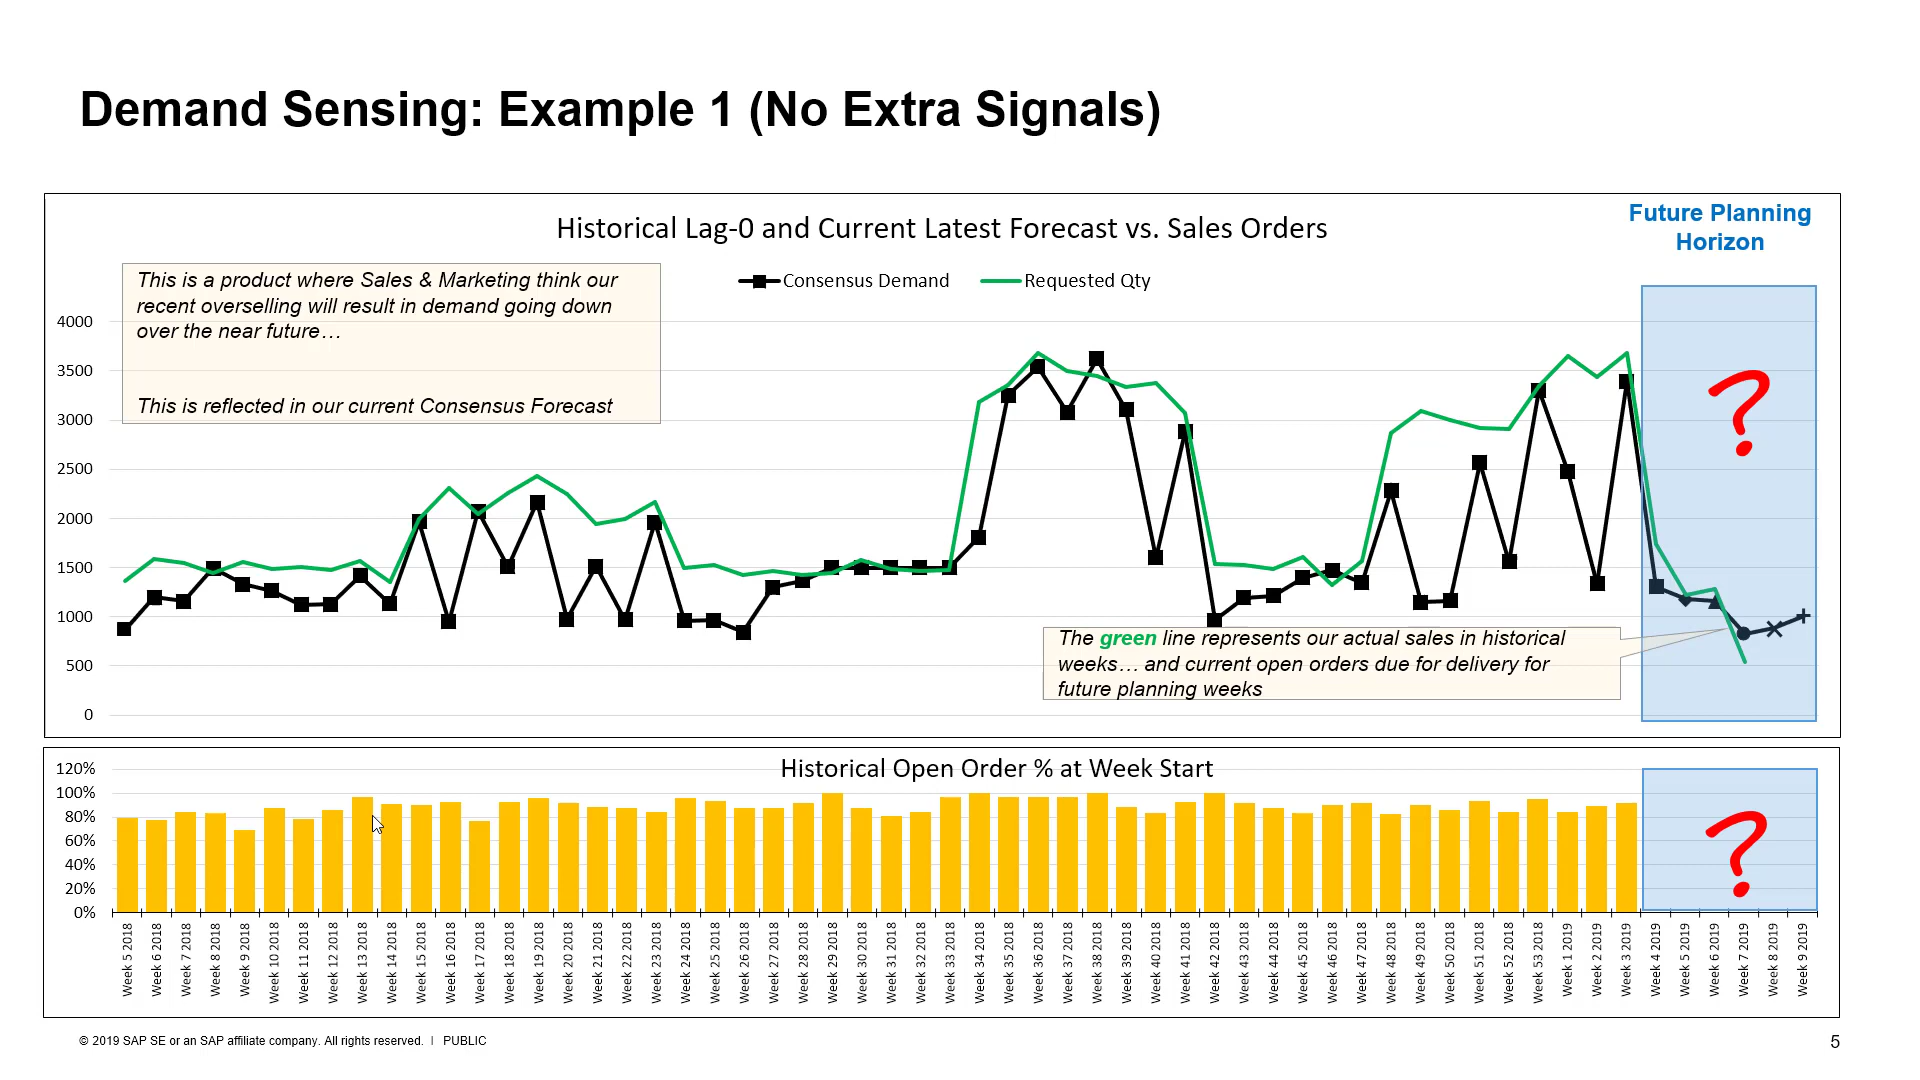 Demand Sensing: Example 1 (No Extra Signals)
Future Planning
Horizon
Historical Lag-0 and Current Latest Forecast vs. Sales Orders
This is a product where Sales & Marketing think our
recent overselling will result in demand going down
over the near future…
This is reflected in our current Consensus Forecast
Consensus Demand
Requested Qty
4000
3500
3000
2500
2000
1500
1000
500
0
?
The green line represents our actual sales in historical
weeks… and current open orders due for delivery for
future planning weeks
Historical Open Order % at Week Start
120%
100%
80%
60%
40%
20%
0%
?
Week 5 2018
Week 6 2018
Week 7 2018
Week 8 2018
Week 9 2018
Week 10 2018
Week 11 2018
Week 12 2018
Week 13 2018
Week 14 2018
Week 15 2018
Week 16 2018
Week 17 2018
Week 18 2018
Week 19 2018
Week 20 2018
Week 21 2018
Week 22 2018
Week 23 2018
Week 24 2018
Week 25 2018
Week 26 2018
Week 27 2018
Week 28 2018
Week 29 2018
Week 30 2018
Week 31 2018
Week 32 2018
Week 33 2018
Week 34 2018
Week 35 2018
Week 36 2018
Week 37 2018
Week 38 2018
Week 39 2018
Week 40 2018
Week 41 2018
Week 42 2018
Week 43 2018
Week 44 2018
Week 45 2018
Week 46 2018
Week 47 2018
Week 48 2018
Week 49 2018
Week 50 2018
Week 51 2018
Week 52 2018
Week 53 2018
Week 1 2019
Week 2 2019
Week 3 2019
Week 4 2019
Week 5 2019
Week 6 2019
Week 7 2019
Week 8 2019
Week 9 2019
© 2019 SAP SE or an SAP affiliate company. All rights reserved. | PUBLIC
5